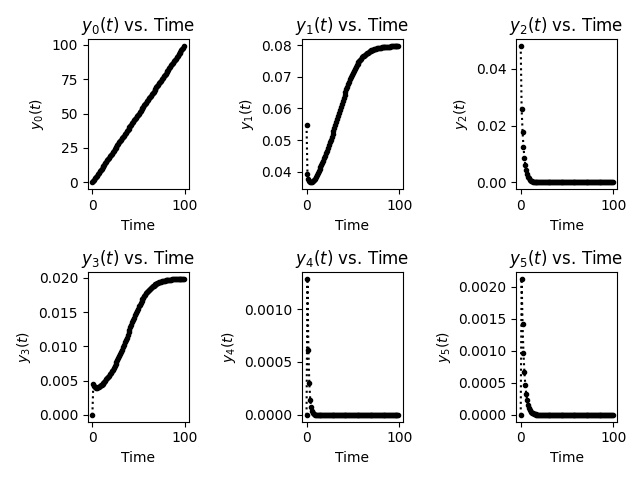 y₀(t) vs. Time
y₁(t) vs. Time
y₂(t) vs. Time
100
75
50
25
0
y₀(t)
0
100
Time
0.08
0.07
0.06
0.05
0.04
y₁(t)
0
100
Time
0.04
0.02
0.00
y₂(t)
0
100
Time
y₃(t) vs. Time
y₄(t) vs. Time
y₅(t) vs. Time
0.020
0.015
0.010
0.005
0.000
y₃(t)
0
100
Time
0.0010
0.0005
0.0000
y₄(t)
0
100
Time
0.0020
0.0015
0.0010
0.0005
0.0000
y₅(t)
0
100
Time